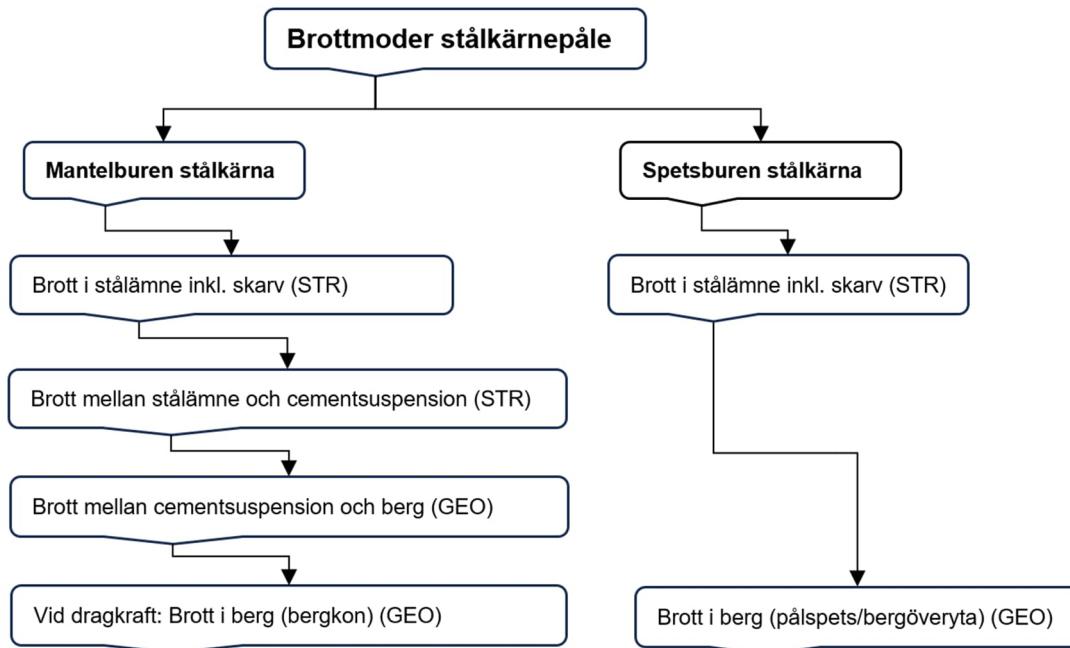 Brottmoder stålkärnepåle
Mantelburen stålkärna
Spetsburen stålkärna
Brott i stålämne inkl. skarv (STR)
Brott i stålämne inkl. skarv (STR)
Brott mellan stålämne och cementsuspension (STR)
Brott mellan cementsuspension och berg (GEO)
Vid dragkraft: Brott i berg (bergkon) (GEO)
Brott i berg (pålspets/bergöveryta) (GEO)